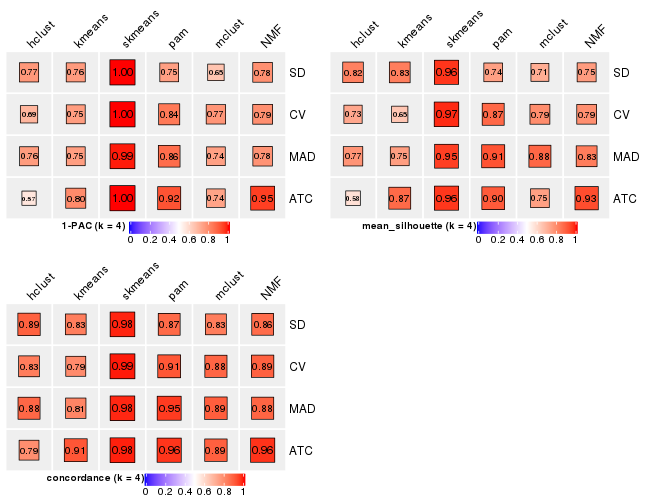 hclust kmeans skmeans pam mclust NMF
0.77 0.76 1.00 0.75 0.65 0.78 SD
0.69 0.75 1.00 0.84 0.77 0.79 CV
0.76 0.75 0.99 0.86 0.74 0.78 MAD
0.57 0.80 1.00 0.92 0.74 0.95 ATC
1-PAC (k = 4)
0 0.2 0.4 0.6 0.8 1
hclust kmeans skmeans pam mclust NMF
0.82 0.83 0.96 0.74 0.71 0.75 SD
0.73 0.65 0.97 0.87 0.79 0.79 CV
0.77 0.75 0.95 0.91 0.88 0.83 MAD
0.58 0.87 0.96 0.90 0.75 0.93 ATC
mean_silhouette (k = 4)
0 0.2 0.4 0.6 0.8 1
hclust kmeans skmeans pam mclust NMF
0.89 0.83 0.98 0.87 0.83 0.86 SD
0.83 0.79 0.99 0.91 0.88 0.89 CV
0.88 0.81 0.98 0.95 0.89 0.88 MAD
0.79 0.91 0.98 0.96 0.89 0.96 ATC
concordance (k = 4)
0 0.2 0.4 0.6 0.8 1